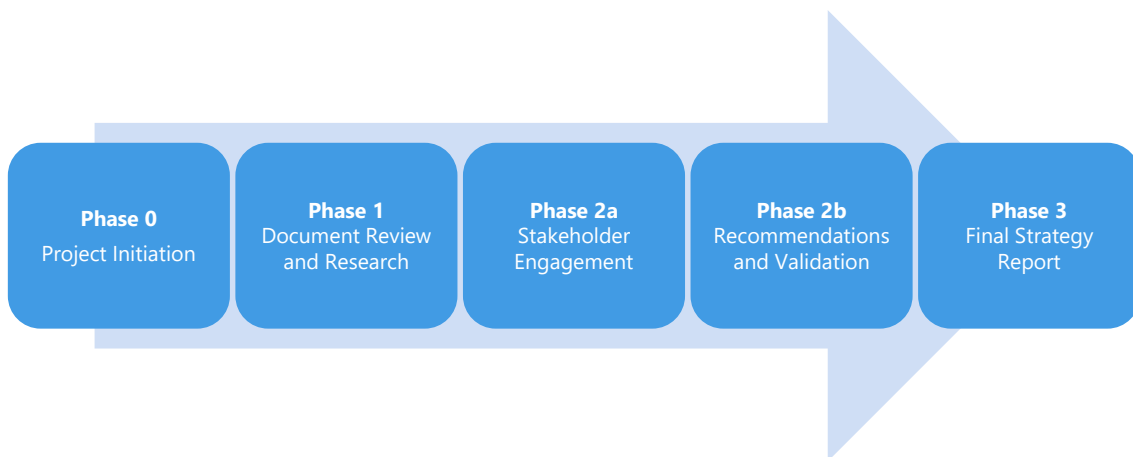 Phase 0
Project Initiation
Phase 1
Document Review
and Research
Phase 2a
Stakeholder
Engagement
Phase 2b
Recommendations
and Validation
Phase 3
Final Strategy
Report